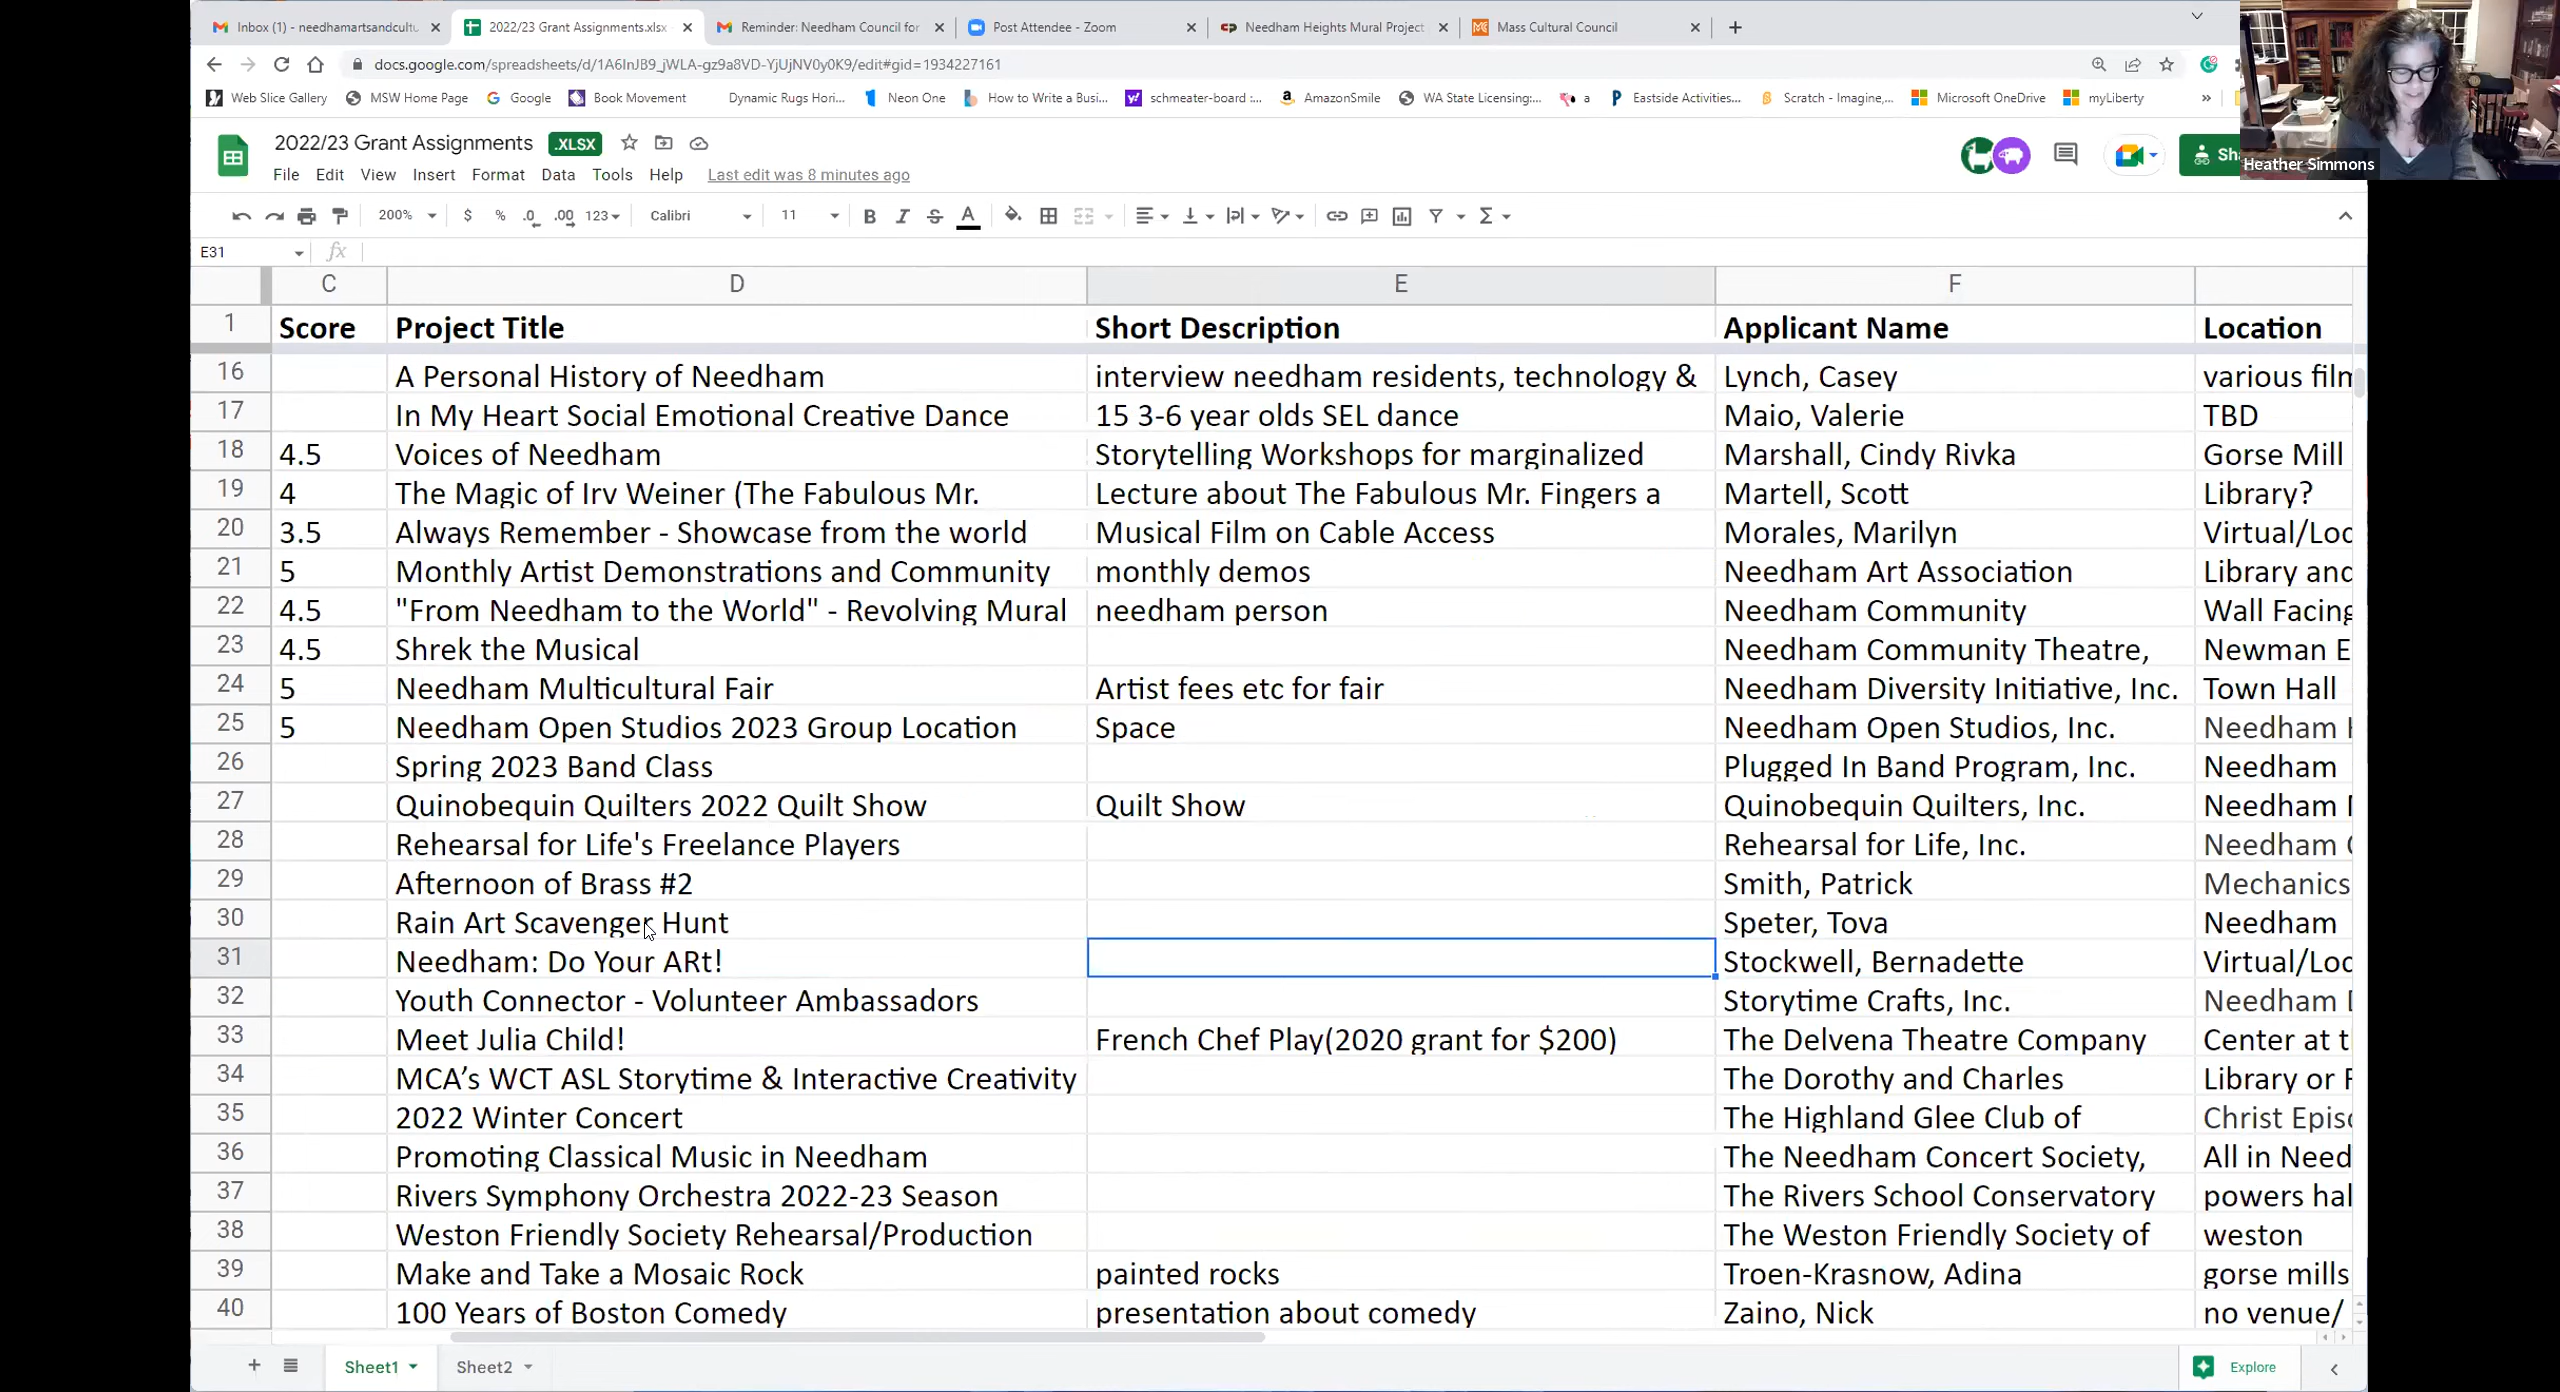 Inbox (1) - needhamartsandcultu
2022/23 Grant Assignments.xlsx -
Reminder: Needham Council for
Post Attendee - Zoom
Needham Heights Mural Project
Mass Cultural Council
docs.google.com/spreadsheets/d/1A6InJB9_jWLA-gz9a8VD-YjUjNV0y0K9/edit#gid=1934227161
Web Slice Gallery MSW Home Page Google Book Movement Dynamic Rugs Hori... Neon One How to Write a Busi... schmeater-board :... AmazonSmile WA State Licensing:... a Eastside Activities... Scratch - Imagine,... Microsoft OneDrive myLiberty »
Heather Simmons
2022/23 Grant Assignments .XLSX
Sh
File Edit View Insert Format Data Tools Help Last edit was 8 minutes ago
200% $ % .0 .00 123 Calibri 11 B I S A Σ
E31 fx
C D E F
1 Score Project Title Short Description Applicant Name Location
16 A Personal History of Needham interview needham residents, technology & Lynch, Casey various film
17 In My Heart Social Emotional Creative Dance 15 3-6 year olds SEL dance Maio, Valerie TBD
18 4.5 Voices of Needham Storytelling Workshops for marginalized Marshall, Cindy Rivka Gorse Mill
19 4 The Magic of Irv Weiner (The Fabulous Mr. Lecture about The Fabulous Mr. Fingers a Martell, Scott Library?
20 3.5 Always Remember - Showcase from the world Musical Film on Cable Access Morales, Marilyn Virtual/Loc
21 5 Monthly Artist Demonstrations and Community monthly demos Needham Art Association Library and
22 4.5 "From Needham to the World" - Revolving Mural needham person Needham Community Wall Facing
23 4.5 Shrek the Musical Needham Community Theatre, Newman E
24 5 Needham Multicultural Fair Artist fees etc for fair Needham Diversity Initiative, Inc. Town Hall
25 5 Needham Open Studios 2023 Group Location Space Needham Open Studios, Inc. Needham H
26 Spring 2023 Band Class Plugged In Band Program, Inc. Needham
27 Quinobequin Quilters 2022 Quilt Show Quilt Show Quinobequin Quilters, Inc. Needham
28 Rehearsal for Life's Freelance Players Rehearsal for Life, Inc. Needham
29 Afternoon of Brass #2 Smith, Patrick Mechanics
30 Rain Art Scavenger Hunt Speter, Tova Needham
31 Needham: Do Your ARt! Stockwell, Bernadette Virtual/Loc
32 Youth Connector - Volunteer Ambassadors Storytime Crafts, Inc. Needham
33 Meet Julia Child! French Chef Play(2020 grant for $200) The Delvena Theatre Company Center at t
34 MCA’s WCT ASL Storytime & Interactive Creativity The Dorothy and Charles Library or
35 2022 Winter Concert The Highland Glee Club of Christ Episc
36 Promoting Classical Music in Needham The Needham Concert Society, All in Need
37 Rivers Symphony Orchestra 2022-23 Season The Rivers School Conservatory powers hal
38 Weston Friendly Society Rehearsal/Production The Weston Friendly Society of weston
39 Make and Take a Mosaic Rock painted rocks Troen-Krasnow, Adina gorse mills
40 100 Years of Boston Comedy presentation about comedy Zaino, Nick no venue/
Sheet1 Sheet2 Explore